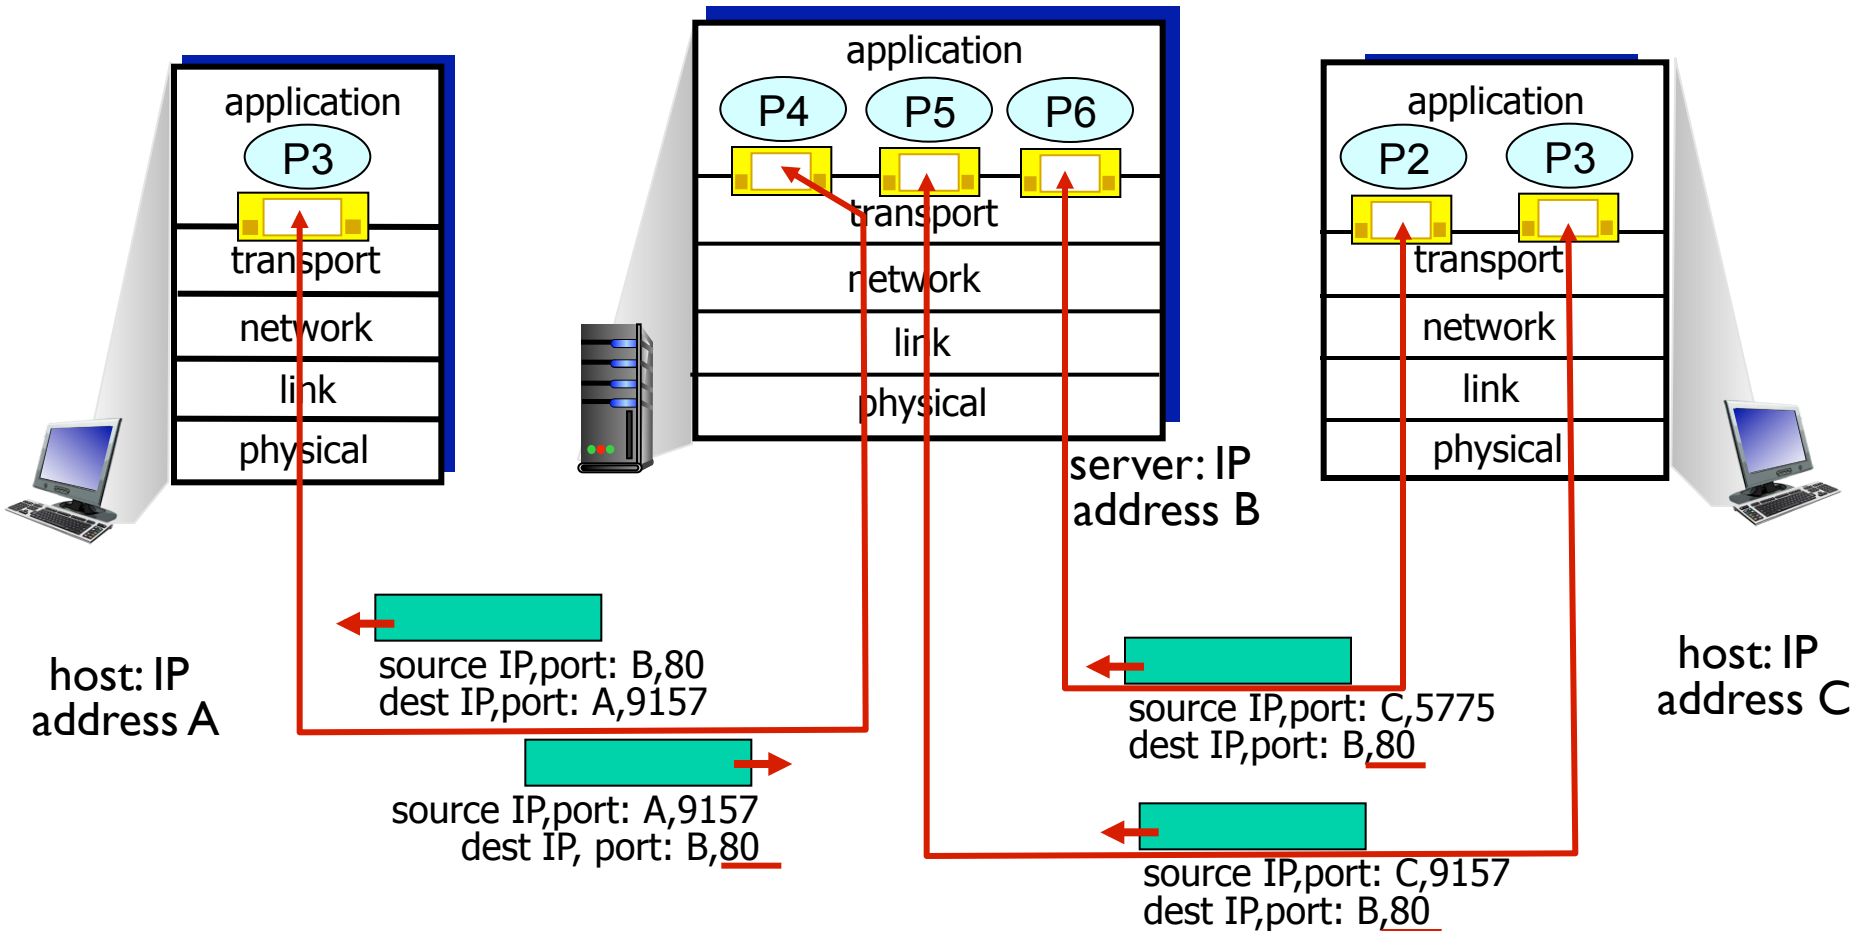 application
P3
transport
network
link
physical
host: IP
address A
application
P4
P5
P6
transport
network
link
physical
server: IP
address B
application
P2
P3
transport
network
link
physical
host: IP
address C
source IP,port: B,80
dest IP,port: A,9157
source IP,port: A,9157
dest IP, port: B,80
source IP,port: C,5775
dest IP,port: B,80
source IP,port: C,9157
dest IP,port: B,80